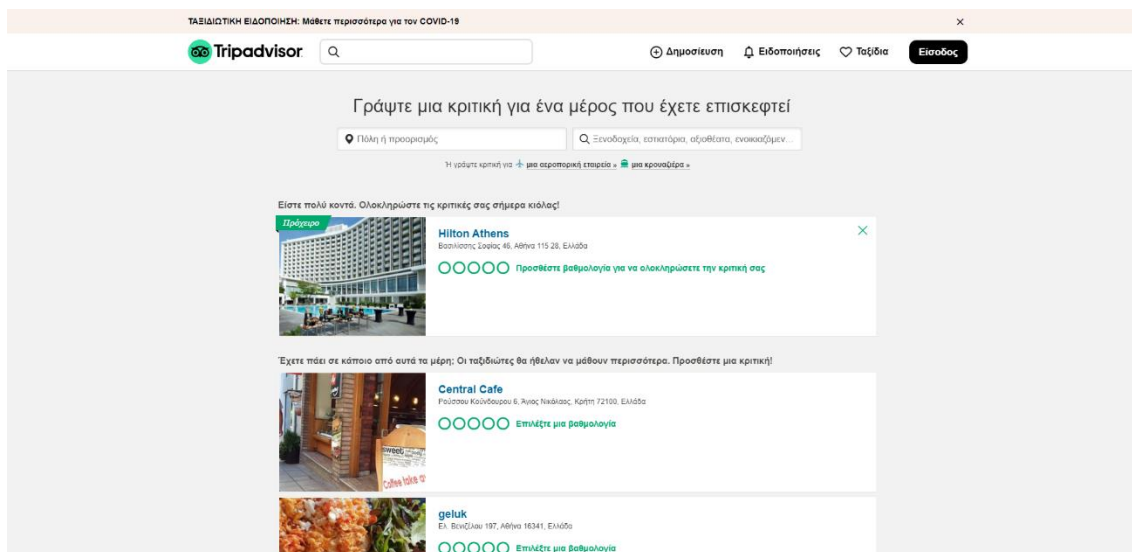 ΤΑΞΙΔΙΩΤΙΚΗ ΕΙΔΟΠΟΙΗΣΗ: Μάθετε περισσότερα για τον COVID-19
Tripadvisor
Δημοσίευση Ειδοποιήσεις Ταξίδια Είσοδος
Γράψτε μια κριτική για ένα μέρος που έχετε επισκεφτεί
Πόλη ή προορισμός Ξενοδοχεία, εστιατόρια, αξιοθέατα, ενοικιαζόμεν...
Ή γράψτε κριτική για μια αεροπορική εταιρεία » μια κρουαζιέρα »
Είστε πολύ κοντά. Ολοκληρώστε τις κριτικές σας σήμερα κιόλας!
Πρόχειρο
Hilton Athens
Βασιλίσσης Σοφίας 46, Αθήνα 115 28, Ελλάδα
Προσθέστε βαθμολογία για να ολοκληρώσετε την κριτική σας
Έχετε πάει σε κάποιο από αυτά τα μέρη; Οι ταξιδιώτες θα ήθελαν να μάθουν περισσότερα. Προσθέστε μια κριτική!
Central Cafe
Ρούσσου Κούνδουρου 6, Άγιος Νικόλαος, Κρήτη 72100, Ελλάδα
Επιλέξτε μια βαθμολογία
sweet
Coffee take
geluk
Ελ. Βενιζέλου 197, Αθήνα 16341, Ελλάδα
Επιλέξτε μια βαθμολογία